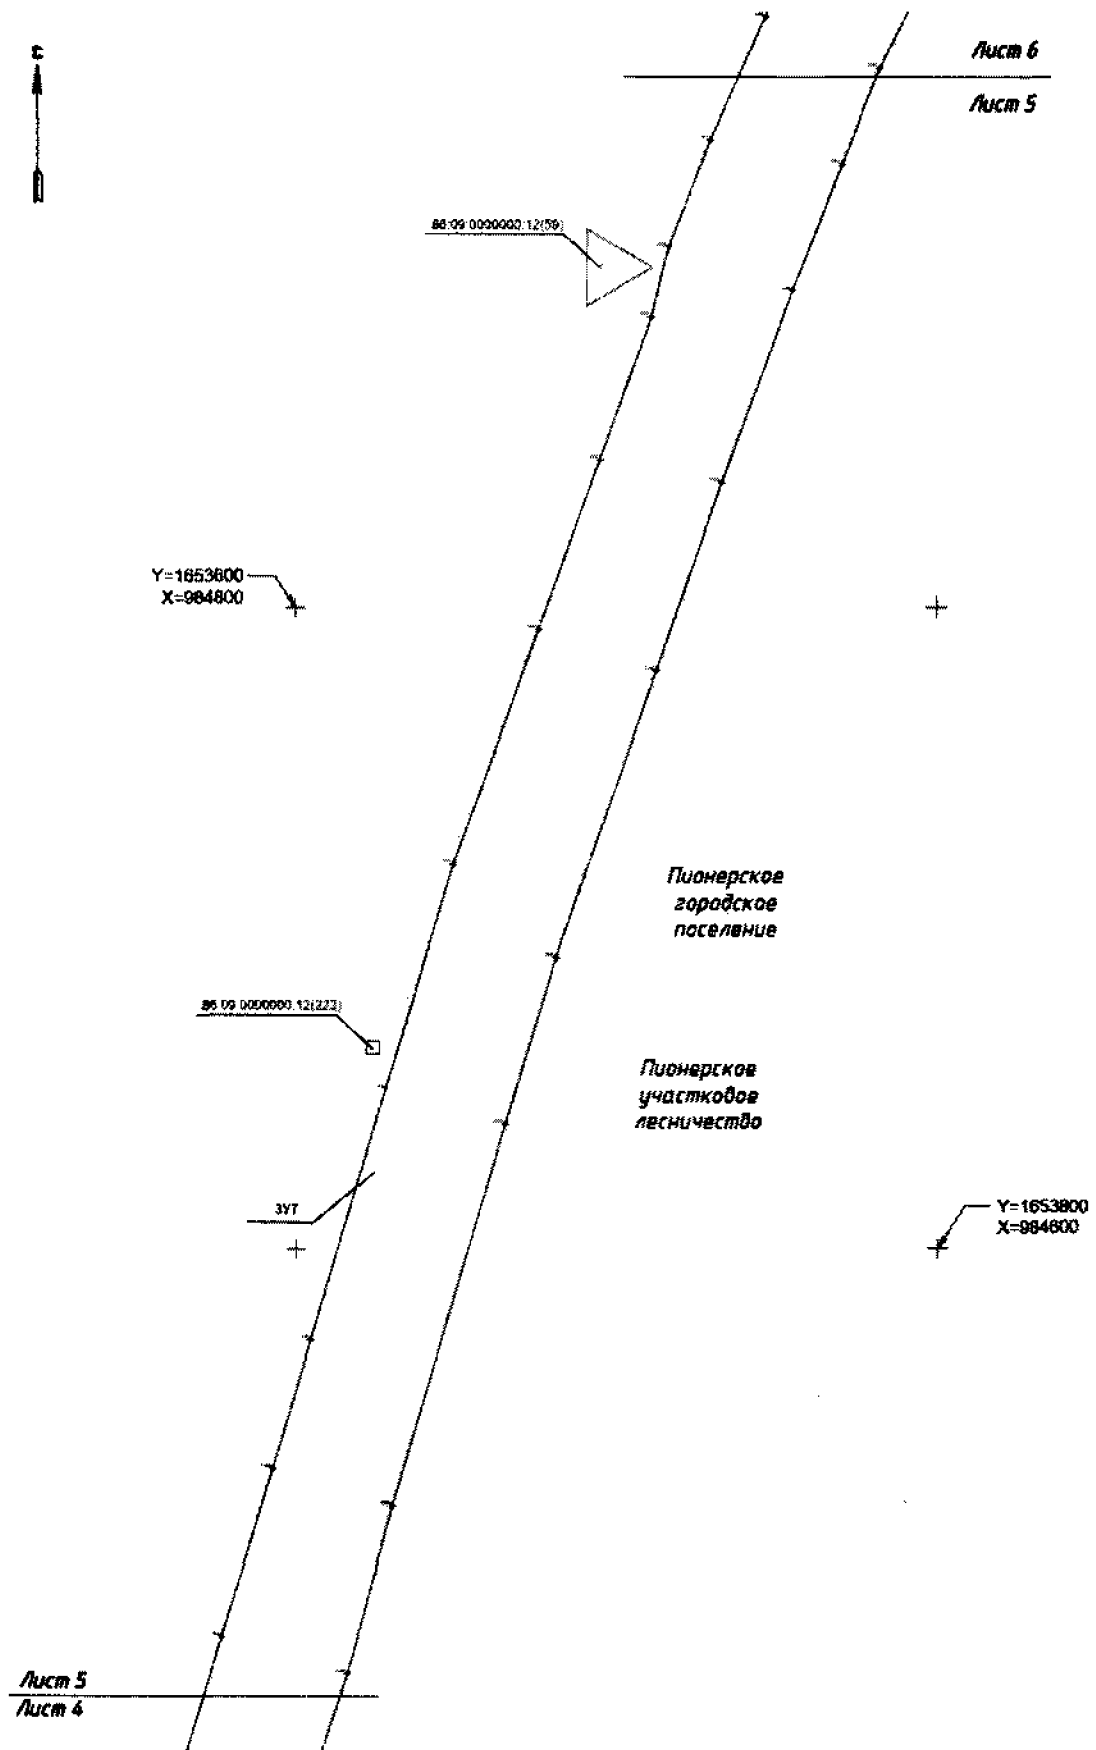 Лист 6
с
Лист 5
86:09:0000000:12(59)
Y=1653600
X=984800
Пионерское
городское
поселение
86:09:0000000:12(223)
Пионерское
участковое
лесничество
ЗУ7
Y=1653800
X=984600
Лист 5
Лист 4